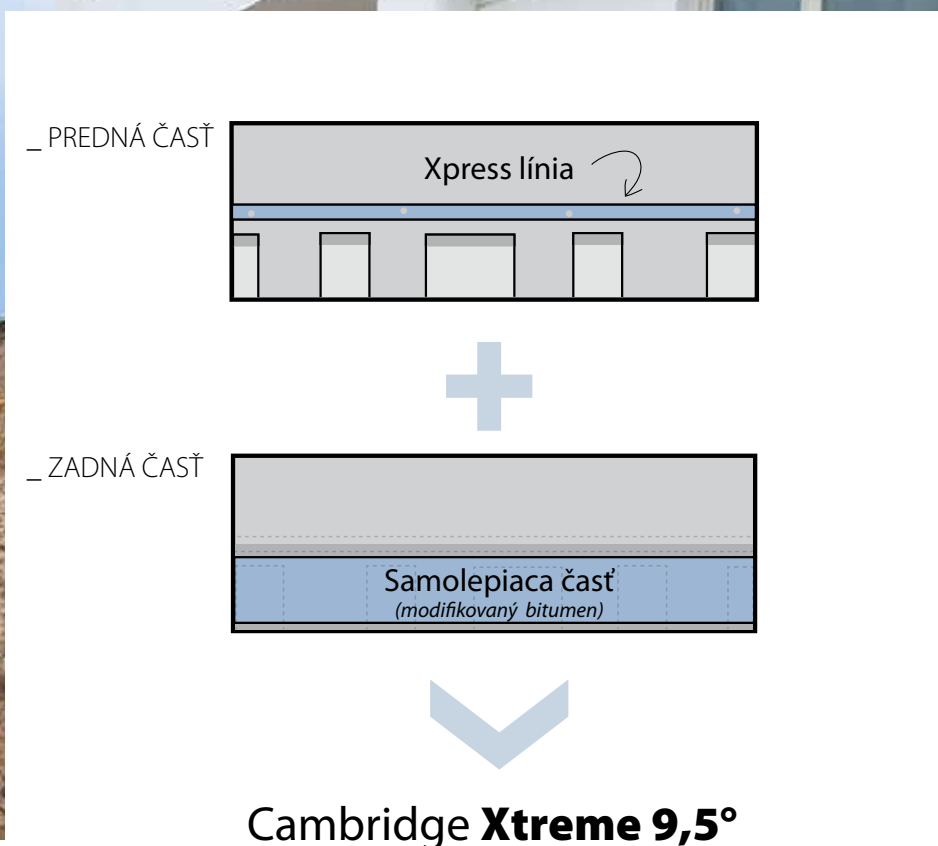 _ PREDNÁ ČASŤ
Xpress línia
_ ZADNÁ ČASŤ
Samolepiaca časť
(modifikovaný bitumen)
Cambridge Xtreme 9,5°